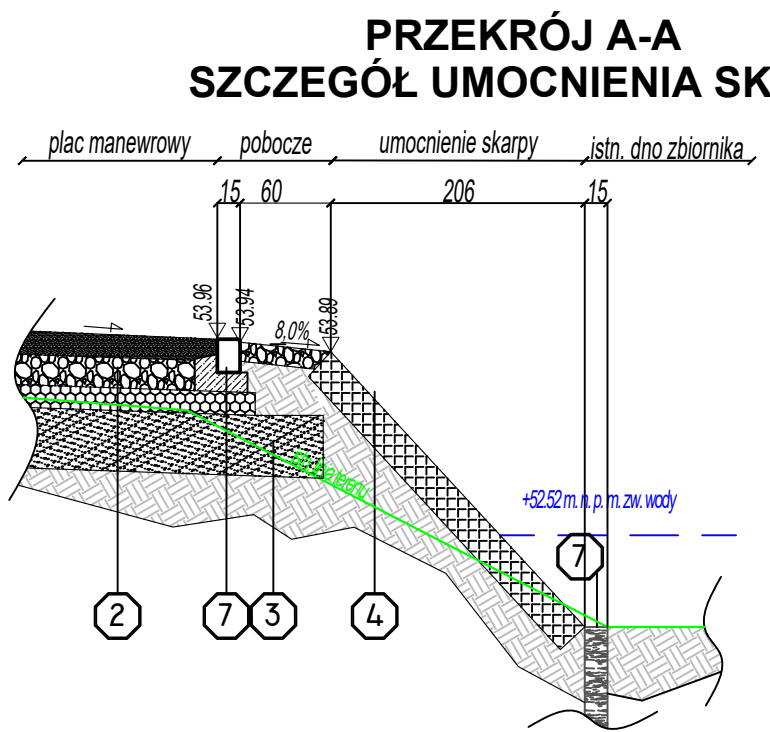 PRZEKRÓJ A-A
SZCZEGÓŁ UMOCNIENIA SK
plac manewrowy pobocze umocnienie skarpy istn. dno zbiornika
15 60 206 15
53.96 53.94 53.89
8,0%
+52.52 m. n. p. m. zw. wody
7
2 7 3 4